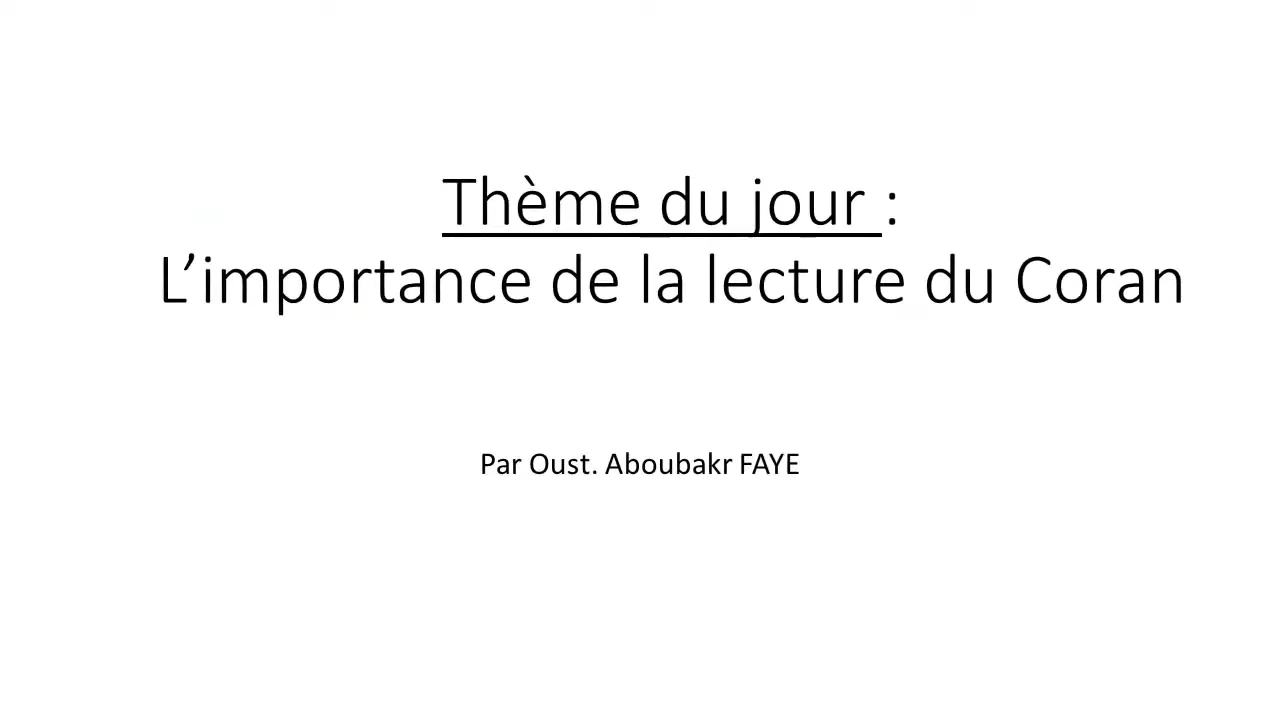 Thème du jour :
L’importance de la lecture du Coran
Par Oust. Aboubakr FAYE